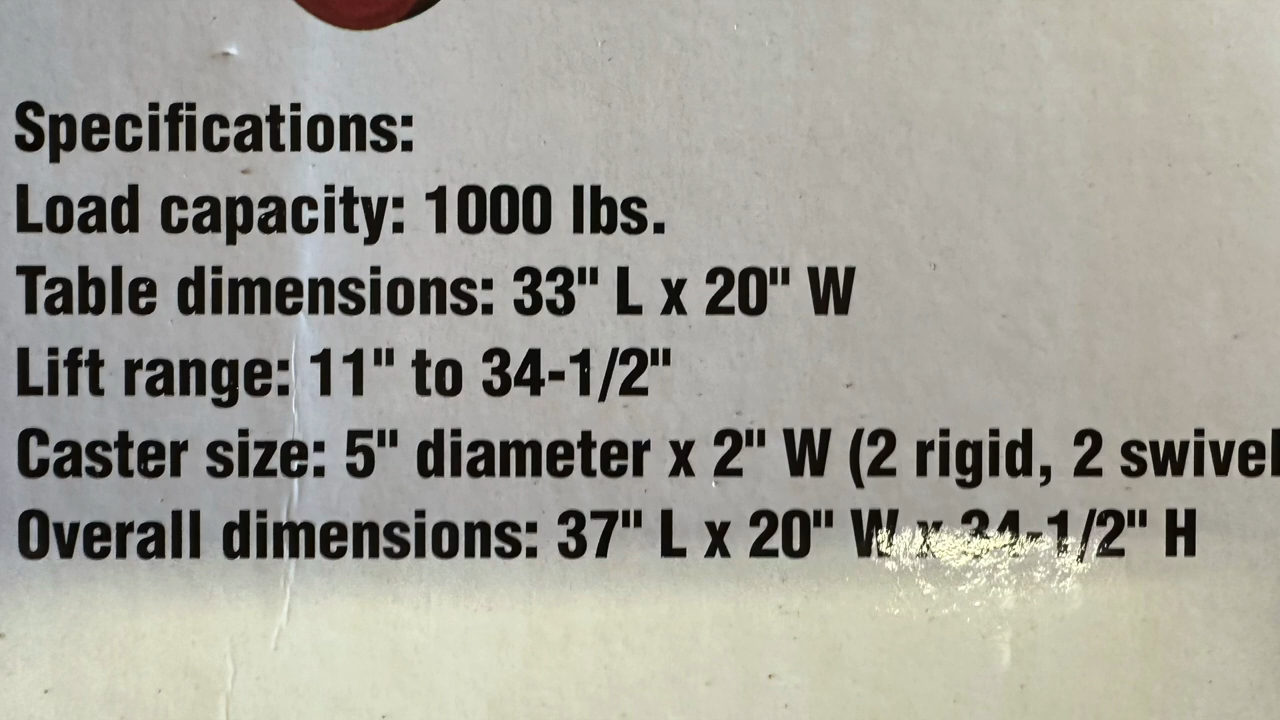 Specifications:
Load capacity: 1000 lbs.
Table dimensions: 33" L x 20" W
Lift range: 11" to 34-1/2"
Caster size: 5" diameter x 2" W (2 rigid, 2 swivel
Overall dimensions: 37" L x 20" W x 34-1/2" H